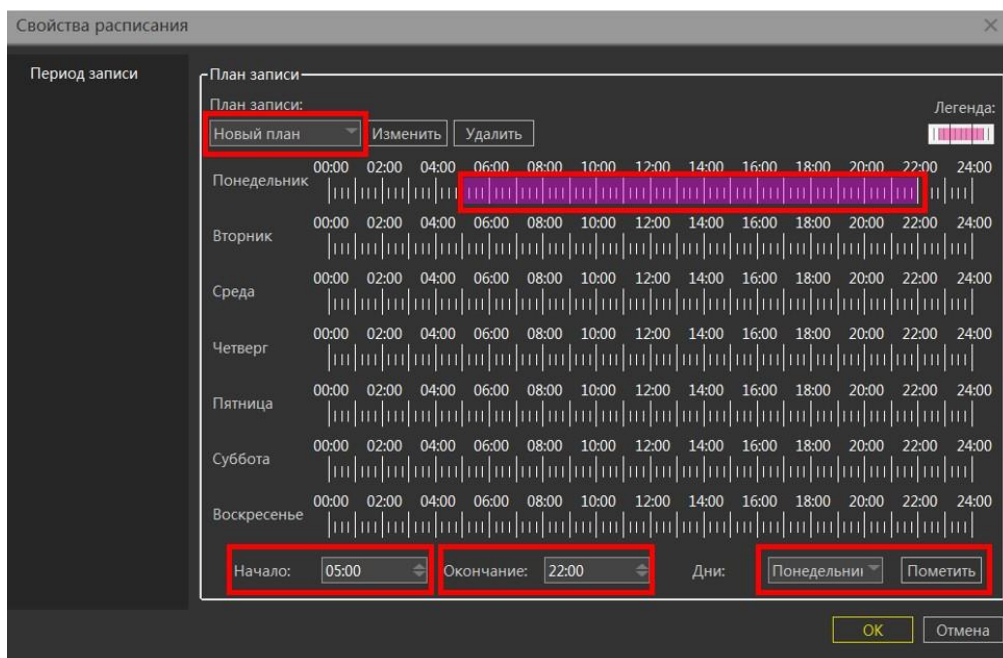 Свойства расписания
Период записи
План записи
План записи:
Легенда:
Новый план Изменить Удалить
00:00 02:00 04:00 06:00 08:00 10:00 12:00 14:00 16:00 18:00 20:00 22:00 24:00
Понедельник
00:00 02:00 04:00 06:00 08:00 10:00 12:00 14:00 16:00 18:00 20:00 22:00 24:00
Вторник
00:00 02:00 04:00 06:00 08:00 10:00 12:00 14:00 16:00 18:00 20:00 22:00 24:00
Среда
00:00 02:00 04:00 06:00 08:00 10:00 12:00 14:00 16:00 18:00 20:00 22:00 24:00
Четверг
00:00 02:00 04:00 06:00 08:00 10:00 12:00 14:00 16:00 18:00 20:00 22:00 24:00
Пятница
00:00 02:00 04:00 06:00 08:00 10:00 12:00 14:00 16:00 18:00 20:00 22:00 24:00
Суббота
00:00 02:00 04:00 06:00 08:00 10:00 12:00 14:00 16:00 18:00 20:00 22:00 24:00
Воскресенье
Начало: 05:00 Окончание: 22:00 Дни: Понедельни Пометить
OK Отмена